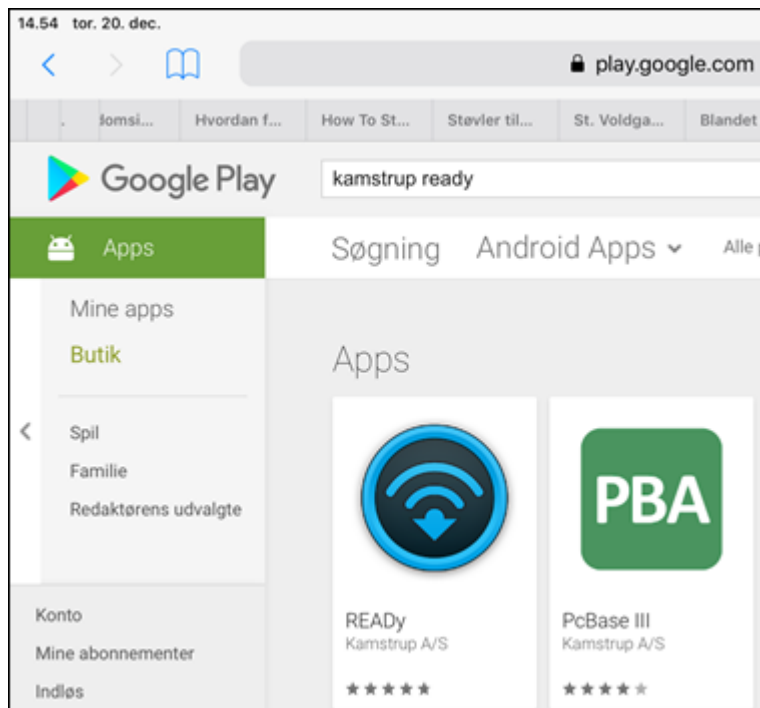 14.54 tor. 20. dec.
play.google.com
domsi... Hvordan f... How To St... Støvler til... St. Voldga... Blandet
Google Play
kamstrup ready
Apps
Søgning Android Apps Alle
Mine apps
Butik
Spil
Familie
Redaktørens udvalgte
Konto
Mine abonnementer
Indløs
Apps
PBA
READy
Kamstrup A/S
PcBase III
Kamstrup A/S